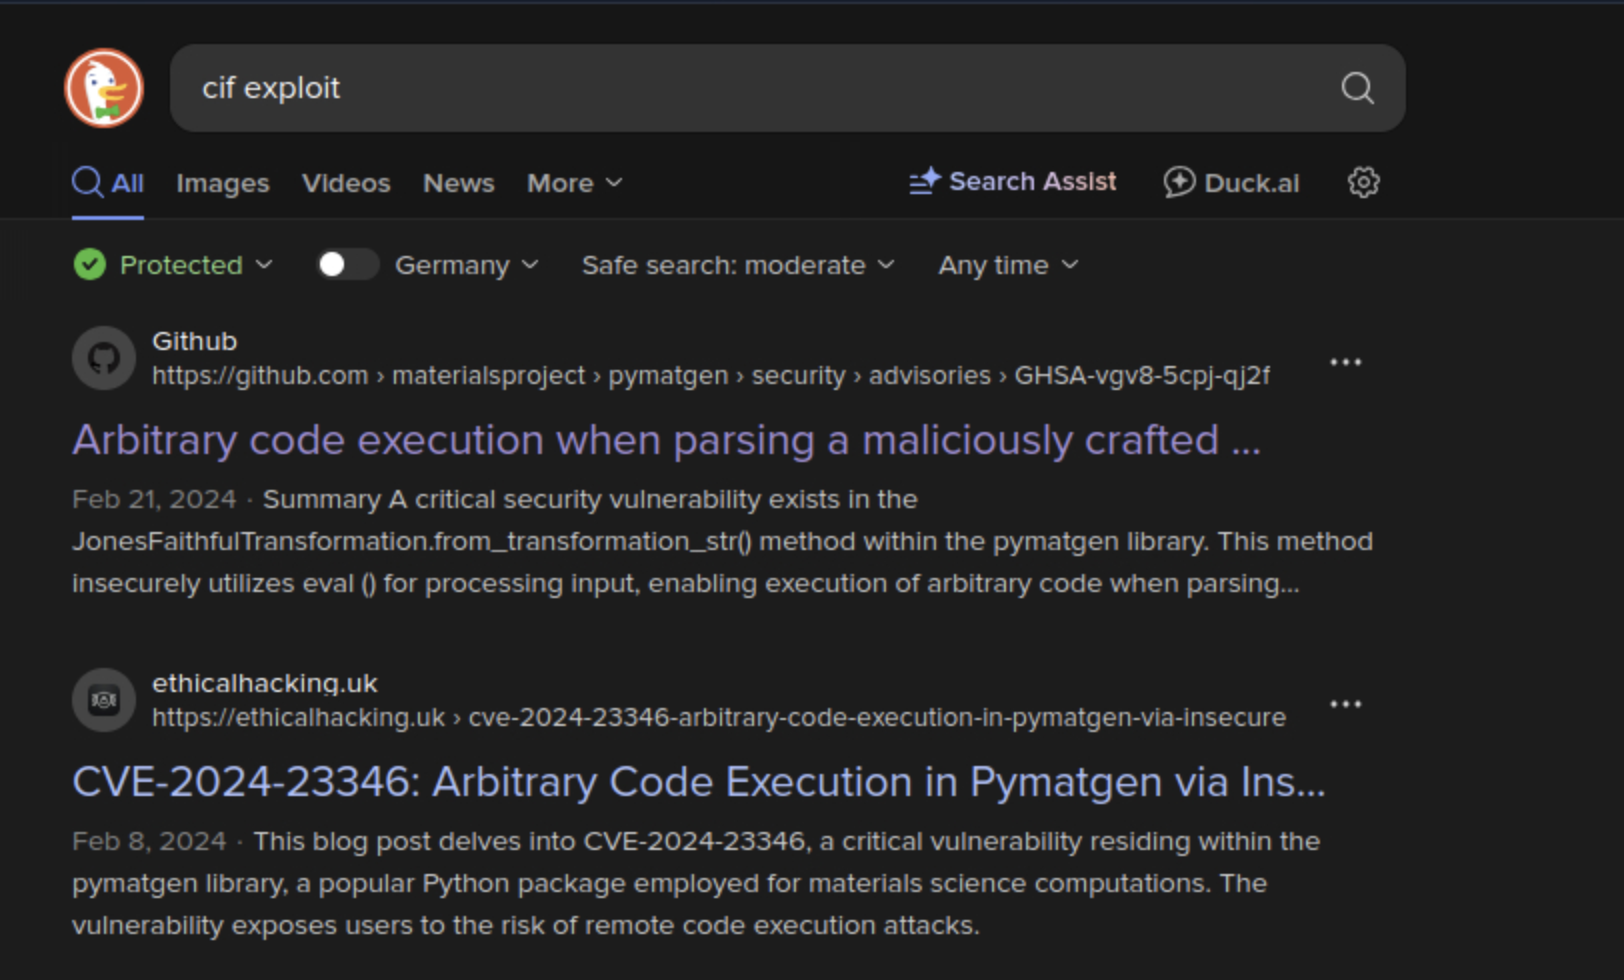 cif exploit
All Images Videos News More Search Assist Duck.ai
Protected Germany Safe search: moderate Any time
Github
https://github.com › materialsproject › pymatgen › security › advisories › GHSA-vgv8-5cpj-qj2f
Arbitrary code execution when parsing a maliciously crafted ...
Feb 21, 2024 · Summary A critical security vulnerability exists in the
JonesFaithfulTransformation.from_transformation_str() method within the pymatgen library. This method
insecurely utilizes eval () for processing input, enabling execution of arbitrary code when parsing...
ethicalhacking.uk
https://ethicalhacking.uk › cve-2024-23346-arbitrary-code-execution-in-pymatgen-via-insecure
CVE-2024-23346: Arbitrary Code Execution in Pymatgen via Ins...
Feb 8, 2024 · This blog post delves into CVE-2024-23346, a critical vulnerability residing within the
pymatgen library, a popular Python package employed for materials science computations. The
vulnerability exposes users to the risk of remote code execution attacks.